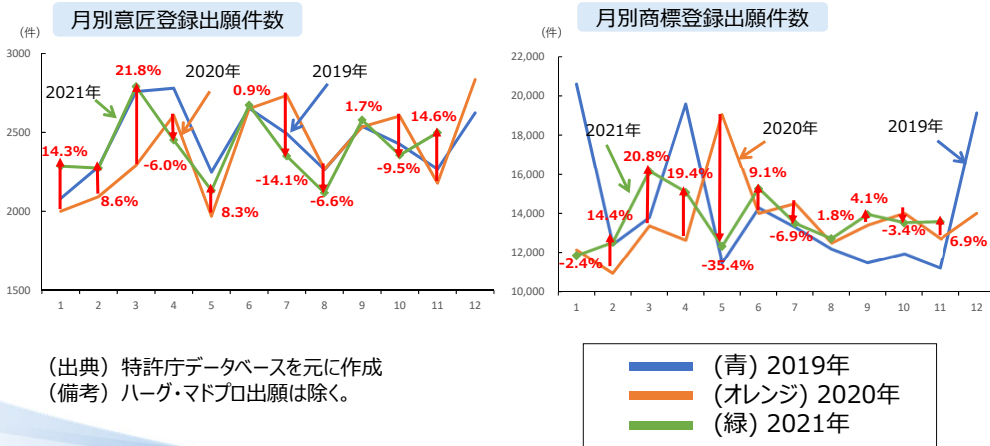 月別意匠登録出願件数
(件)
3000
2500
2000
1500
2021年
2020年
2019年
14.3%
8.6%
21.8%
-6.0%
8.3%
0.9%
-14.1%
-6.6%
1.7%
-9.5%
14.6%
1 2 3 4 5 6 7 8 9 10 11 12
月別商標登録出願件数
(件)
22,000
20,000
18,000
16,000
14,000
12,000
10,000
2021年
2020年
2019年
-2.4%
14.4%
20.8%
19.4%
-35.4%
9.1%
-6.9%
1.8%
4.1%
-3.4%
6.9%
1 2 3 4 5 6 7 8 9 10 11 12
（出典）特許庁データベースを元に作成
（備考）ハーグ・マドプロ出願は除く。
(青) 2019年
(オレンジ) 2020年
(緑) 2021年